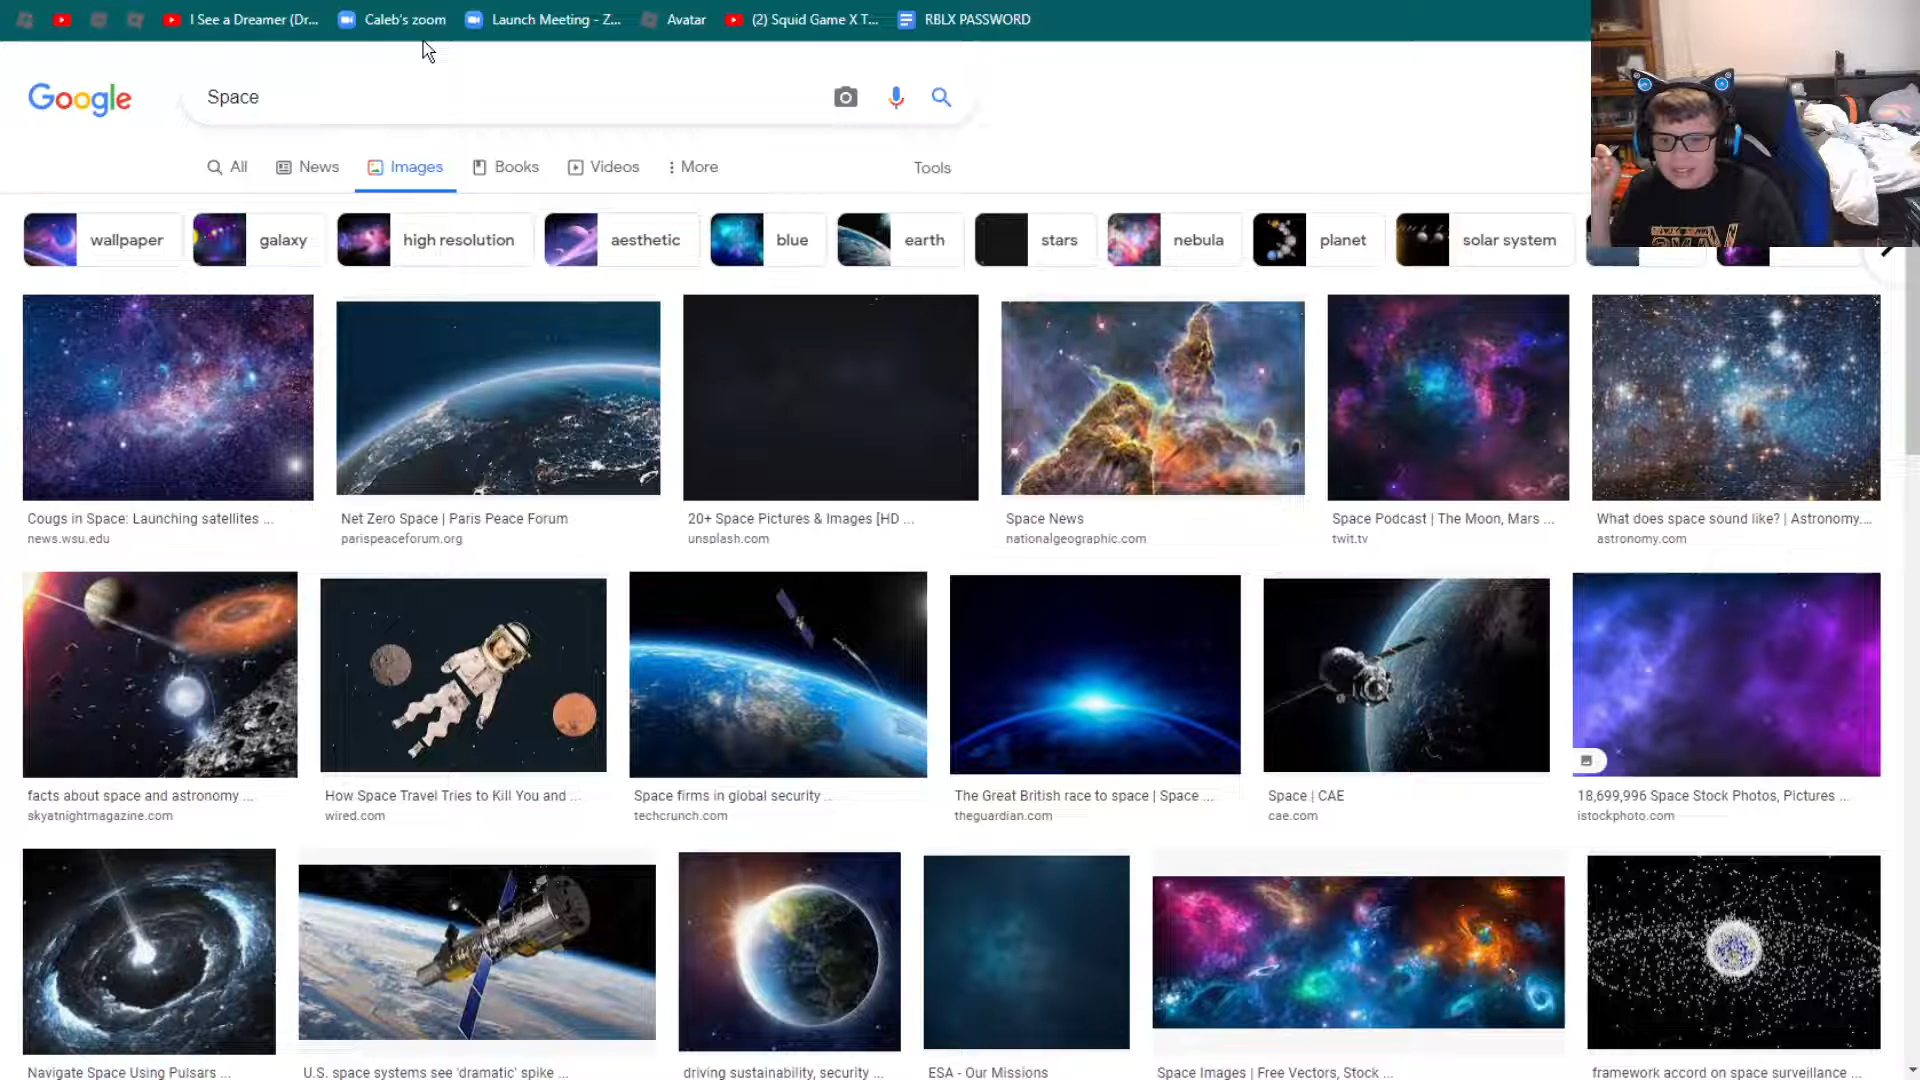 I See a Dreamer (Dr... Caleb's zoom Launch Meeting - Z... Avatar (2) Squid Game X T... RBLX PASSWORD
Google Space
All News Images Books Videos More Tools
wallpaper galaxy high resolution aesthetic blue earth stars nebula planet solar system
Cougs in Space: Launching satellites ... Net Zero Space | Paris Peace Forum 20+ Space Pictures & Images [HD ... Space News Space Podcast | The Moon, Mars ... What does space sound like? | Astronomy....
news.wsu.edu parispeaceforum.org unsplash.com nationalgeographic.com twit.tv astronomy.com
facts about space and astronomy ... How Space Travel Tries to Kill You and ... Space firms in global security ... The Great British race to space | Space ... Space | CAE 18,699,996 Space Stock Photos, Pictures ...
skyatnightmagazine.com wired.com techcrunch.com theguardian.com cae.com istockphoto.com
Navigate Space Using Pulsars ... U.S. space systems see 'dramatic' spike ... driving sustainability, security ... ESA - Our Missions Space Images | Free Vectors, Stock ... framework accord on space surveillance ...